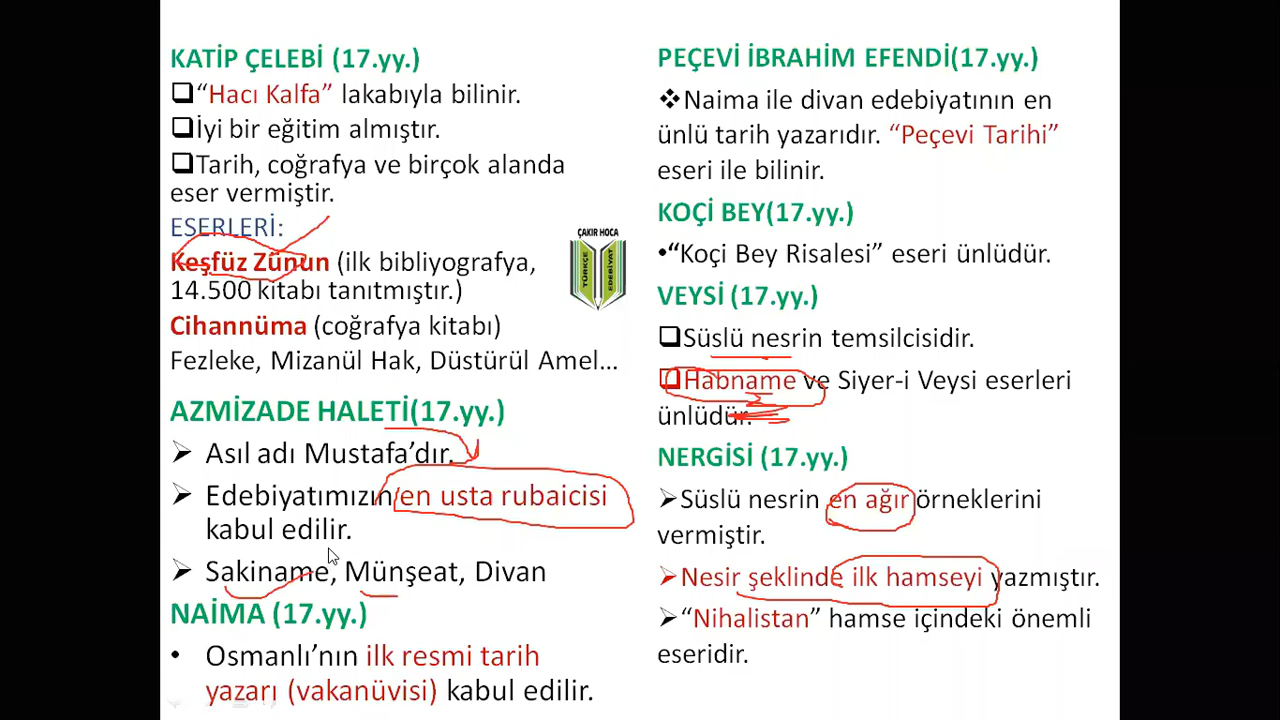 KATİP ÇELEBİ (17.yy.)
❑“Hacı Kalfa” lakabıyla bilinir.
❑İyi bir eğitim almıştır.
❑Tarih, coğrafya ve birçok alanda
eser vermiştir.
ESERLERİ:
Keşfüz Zünun (ilk bibliyografya,
14.500 kitabı tanıtmıştır.)
Cihannüma (coğrafya kitabı)
Fezleke, Mizanül Hak, Düstürül Amel...
AZMİZADE HALETİ(17.yy.)
➢ Asıl adı Mustafa’dır.
➢ Edebiyatımızın en usta rubaicisi
kabul edilir.
➢ Sakiname, Münşeat, Divan
NAİMA (17.yy.)
• Osmanlı’nın ilk resmi tarih
yazarı (vakanüvisi) kabul edilir.
ÇAKIR HOCA
TÜRKÇE
EDEBİYAT
PEÇEVİ İBRAHİM EFENDİ(17.yy.)
❖Naima ile divan edebiyatının en
ünlü tarih yazarıdır. “Peçevi Tarihi”
eseri ile bilinir.
KOÇİ BEY(17.yy.)
•“Koçi Bey Risalesi” eseri ünlüdür.
VEYSİ (17.yy.)
❑Süslü nesrin temsilcisidir.
❑Habname ve Siyer-i Veysi eserleri
ünlüdür.
NERGİSİ (17.yy.)
➢Süslü nesrin en ağır örneklerini
vermiştir.
➢Nesir şeklinde ilk hamseyi yazmıştır.
➢“Nihalistan” hamse içindeki önemli
eseridir.